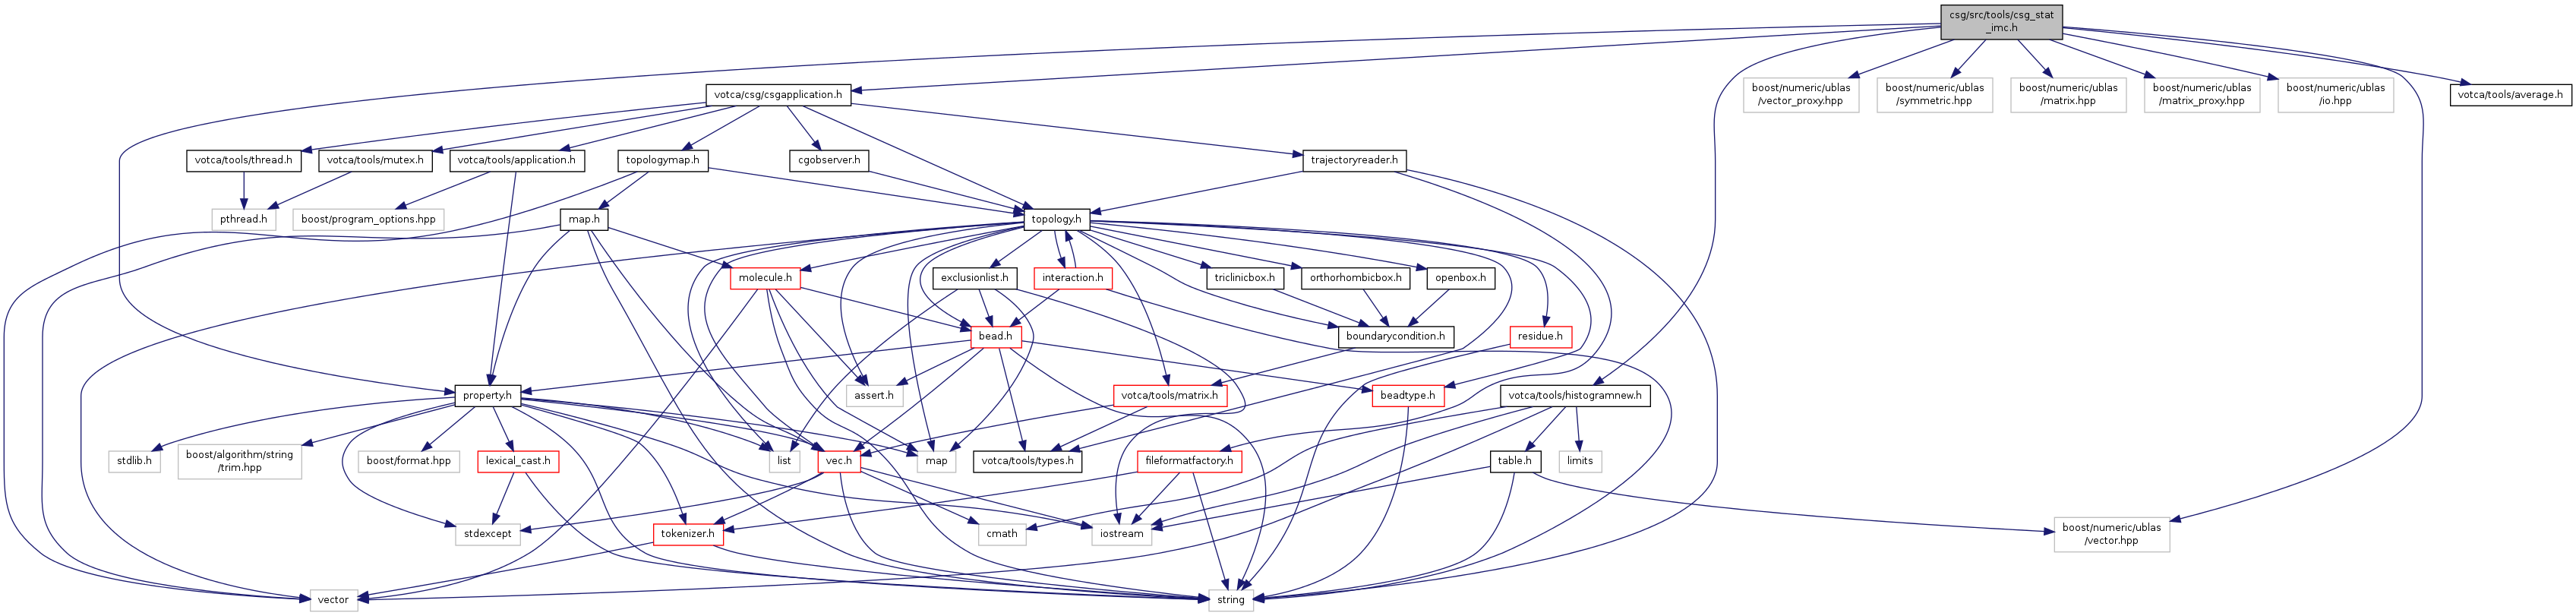 csg/src/tools/csg_stat
_imc.h
votca/csg/csgapplication.h
boost/numeric/ublas
/vector_proxy.hpp
boost/numeric/ublas
/symmetric.hpp
boost/numeric/ublas
/matrix.hpp
boost/numeric/ublas
/matrix_proxy.hpp
boost/numeric/ublas
/io.hpp
votca/tools/average.h
votca/tools/thread.h
votca/tools/mutex.h
votca/tools/application.h
topologymap.h
cgobserver.h
trajectoryreader.h
pthread.h
boost/program_options.hpp
map.h
topology.h
molecule.h
exclusionlist.h
interaction.h
triclinicbox.h
orthorhombicbox.h
openbox.h
bead.h
boundarycondition.h
residue.h
property.h
assert.h
votca/tools/matrix.h
beadtype.h
votca/tools/histogramnew.h
stdlib.h
boost/algorithm/string
/trim.hpp
boost/format.hpp
lexical_cast.h
list
vec.h
map
votca/tools/types.h
fileformatfactory.h
table.h
limits
stdexcept
tokenizer.h
cmath
iostream
boost/numeric/ublas
/vector.hpp
vector
string